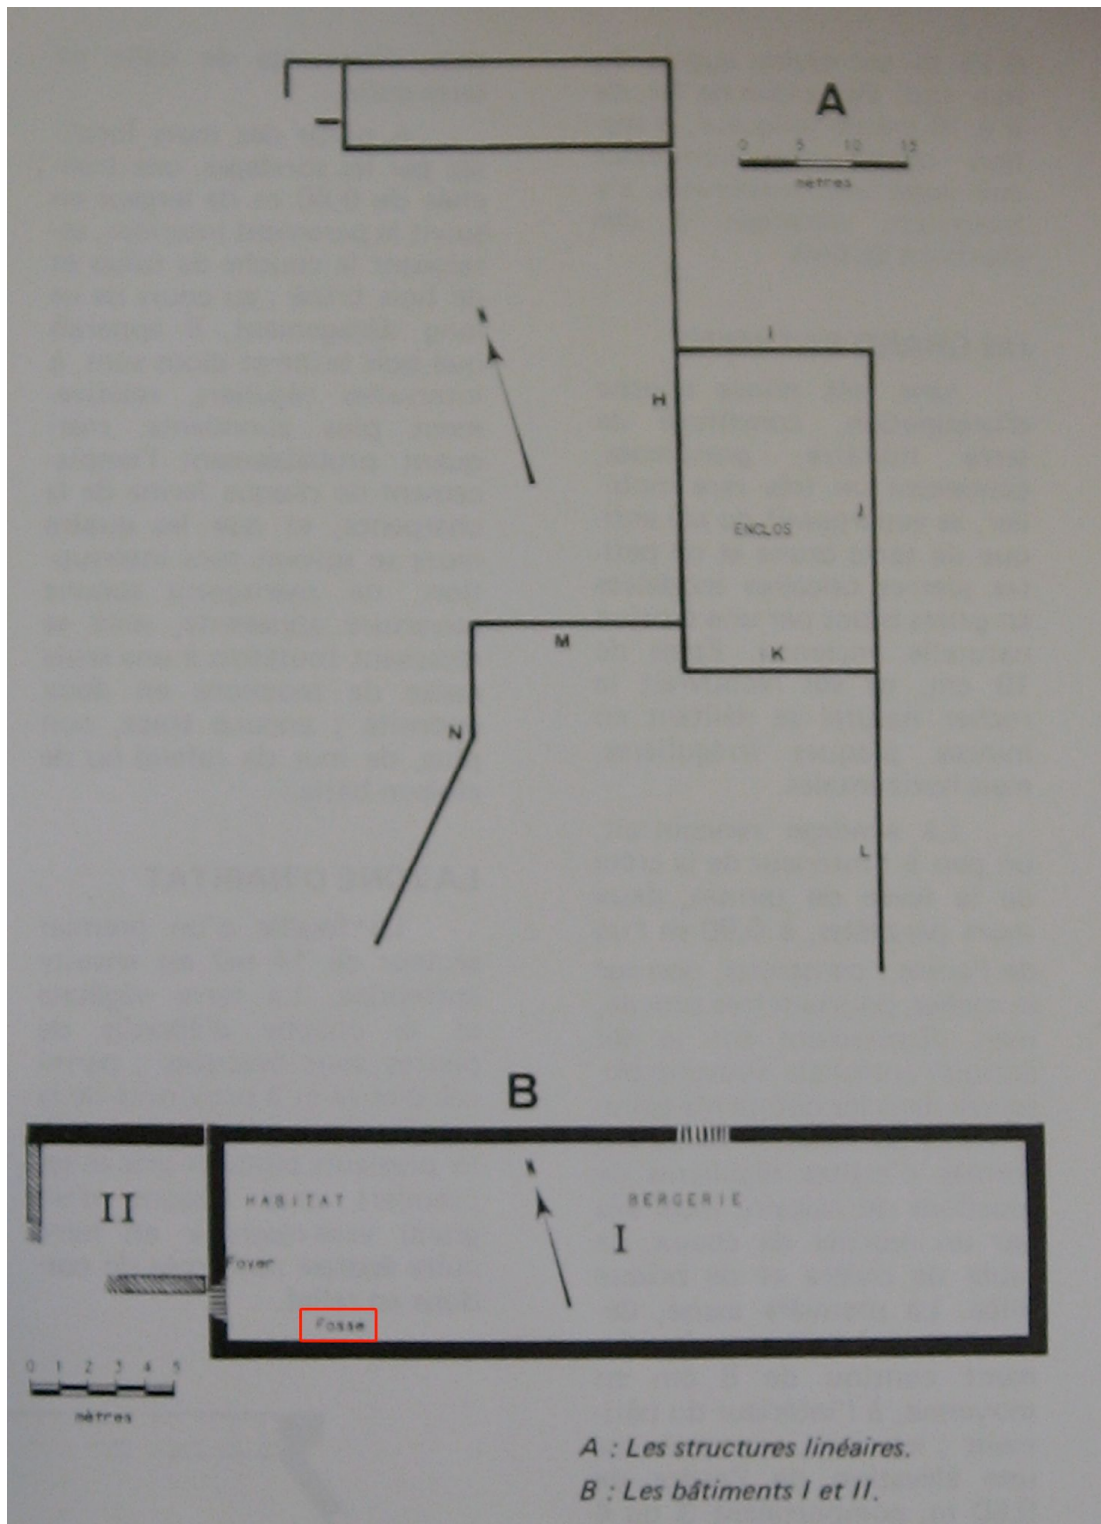 A
0 5 10 15
mètres
I
H
J
ENCLOS
M
K
N
L
B
II
HABITAT
BERGERIE
I
Foyer
Fosse
0 1 2 3 4 5
mètres
A : Les structures linéaires.
B : Les bâtiments I et II.